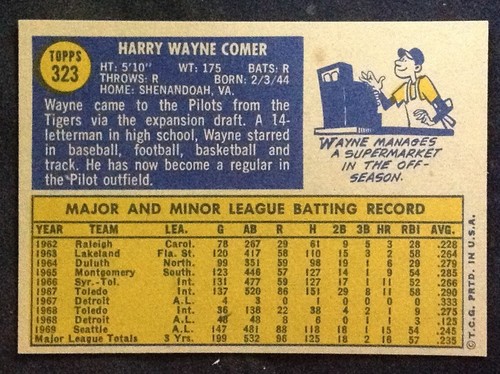 TOPPS
323
HARRY WAYNE COMER
HT: 5'10" WT: 175 BATS: R
THROWS: R BORN: 2/3/44
HOME: SHENANDOAH, VA.
Wayne came to the Pilots from the
Tigers via the expansion draft. A 14-
letterman in high school, Wayne starred
in baseball, football, basketball and
track. He has now become a regular in
the Pilot outfield.
WAYNE MANAGES
A SUPERMARKET
IN THE OFF-
SEASON.
MAJOR AND MINOR LEAGUE BATTING RECORD
YEAR TEAM LEA. G AB R H 2B 3B HR RBI AVG.
1962 Raleigh Carol. 78 267 29 61 9 5 3 28 .228
1963 Lakeland Fla. St. 120 417 58 110 15 3 2 58 .264
1964 Duluth North. 99 351 59 98 19 1 6 29 .279
1965 Montgomery South. 123 446 57 127 14 1 9 54 .285
1966 Syr.-Tol. Int. 131 477 59 127 17 1 11 52 .266
1967 Toledo Int. 137 520 86 151 29 8 11 58 .290
1967 Detroit A.L. 4 3 0 1 0 0 0 0 .333
1968 Toledo Int. 36 138 22 38 2 4 1 9 .275
1968 Detroit A.L. 48 48 8 6 0 1 1 3 .125
1969 Seattle A.L. 147 481 88 118 18 1 15 54 .245
Major League Totals 3 Yrs. 199 532 96 125 18 2 16 57 .235
© T.C.G. PRTD. IN U.S.A.